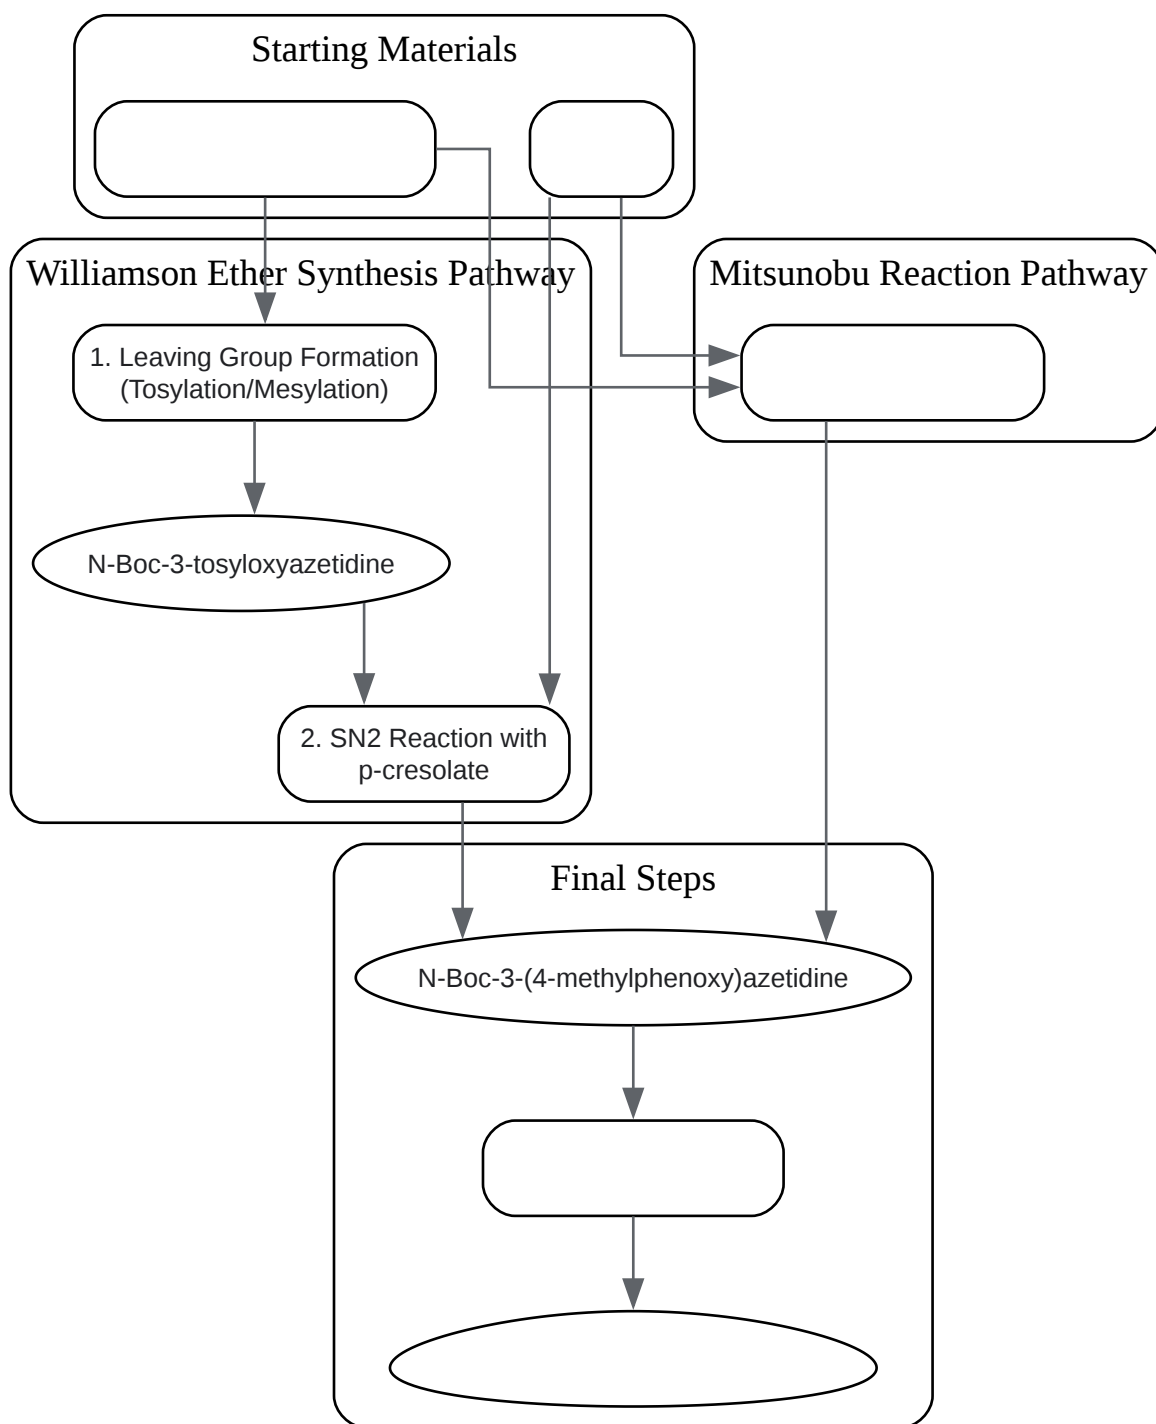 Starting Materials
Williamson Ether Synthesis Pathway
Mitsunobu Reaction Pathway
1. Leaving Group Formation
(Tosylation/Mesylation)
N-Boc-3-tosyloxyazetidine
2. SN2 Reaction with
p-cresolate
Final Steps
N-Boc-3-(4-methylphenoxy)azetidine